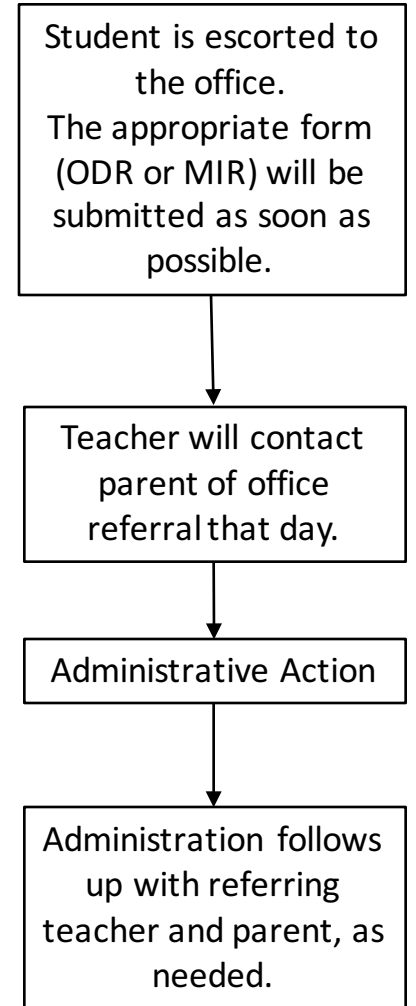 Student is escorted to
the office.
The appropriate form
(ODR or MIR) will be
submitted as soon as
possible.
Teacher will contact
parent of office
referral that day.
Administrative Action
Administration follows
up with referring
teacher and parent, as
needed.